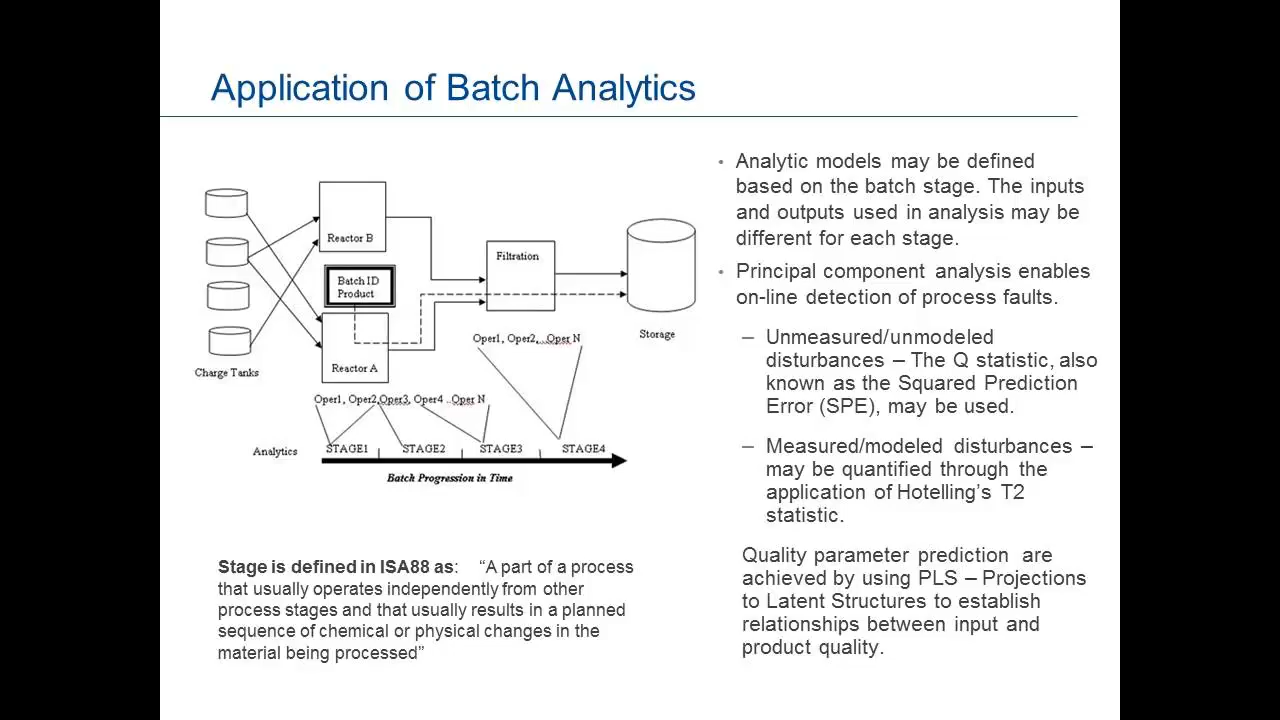 Application of Batch Analytics
Reactor B
Batch ID
Product
Reactor A
Charge Tanks
Filtration
Storage
Oper1, Oper2,...Oper N
Oper1, Oper2,Oper3, Oper4 ..Oper N
Analytics
STAGE1
STAGE2
STAGE3
STAGE4
Batch Progression in Time
Stage is defined in ISA88 as: “A part of a process
that usually operates independently from other
process stages and that usually results in a planned
sequence of chemical or physical changes in the
material being processed”
• Analytic models may be defined
based on the batch stage. The inputs
and outputs used in analysis may be
different for each stage.
• Principal component analysis enables
on-line detection of process faults.
– Unmeasured/unmodeled
disturbances – The Q statistic, also
known as the Squared Prediction
Error (SPE), may be used.
– Measured/modeled disturbances –
may be quantified through the
application of Hotelling’s T2
statistic.
Quality parameter prediction are
achieved by using PLS – Projections
to Latent Structures to establish
relationships between input and
product quality.